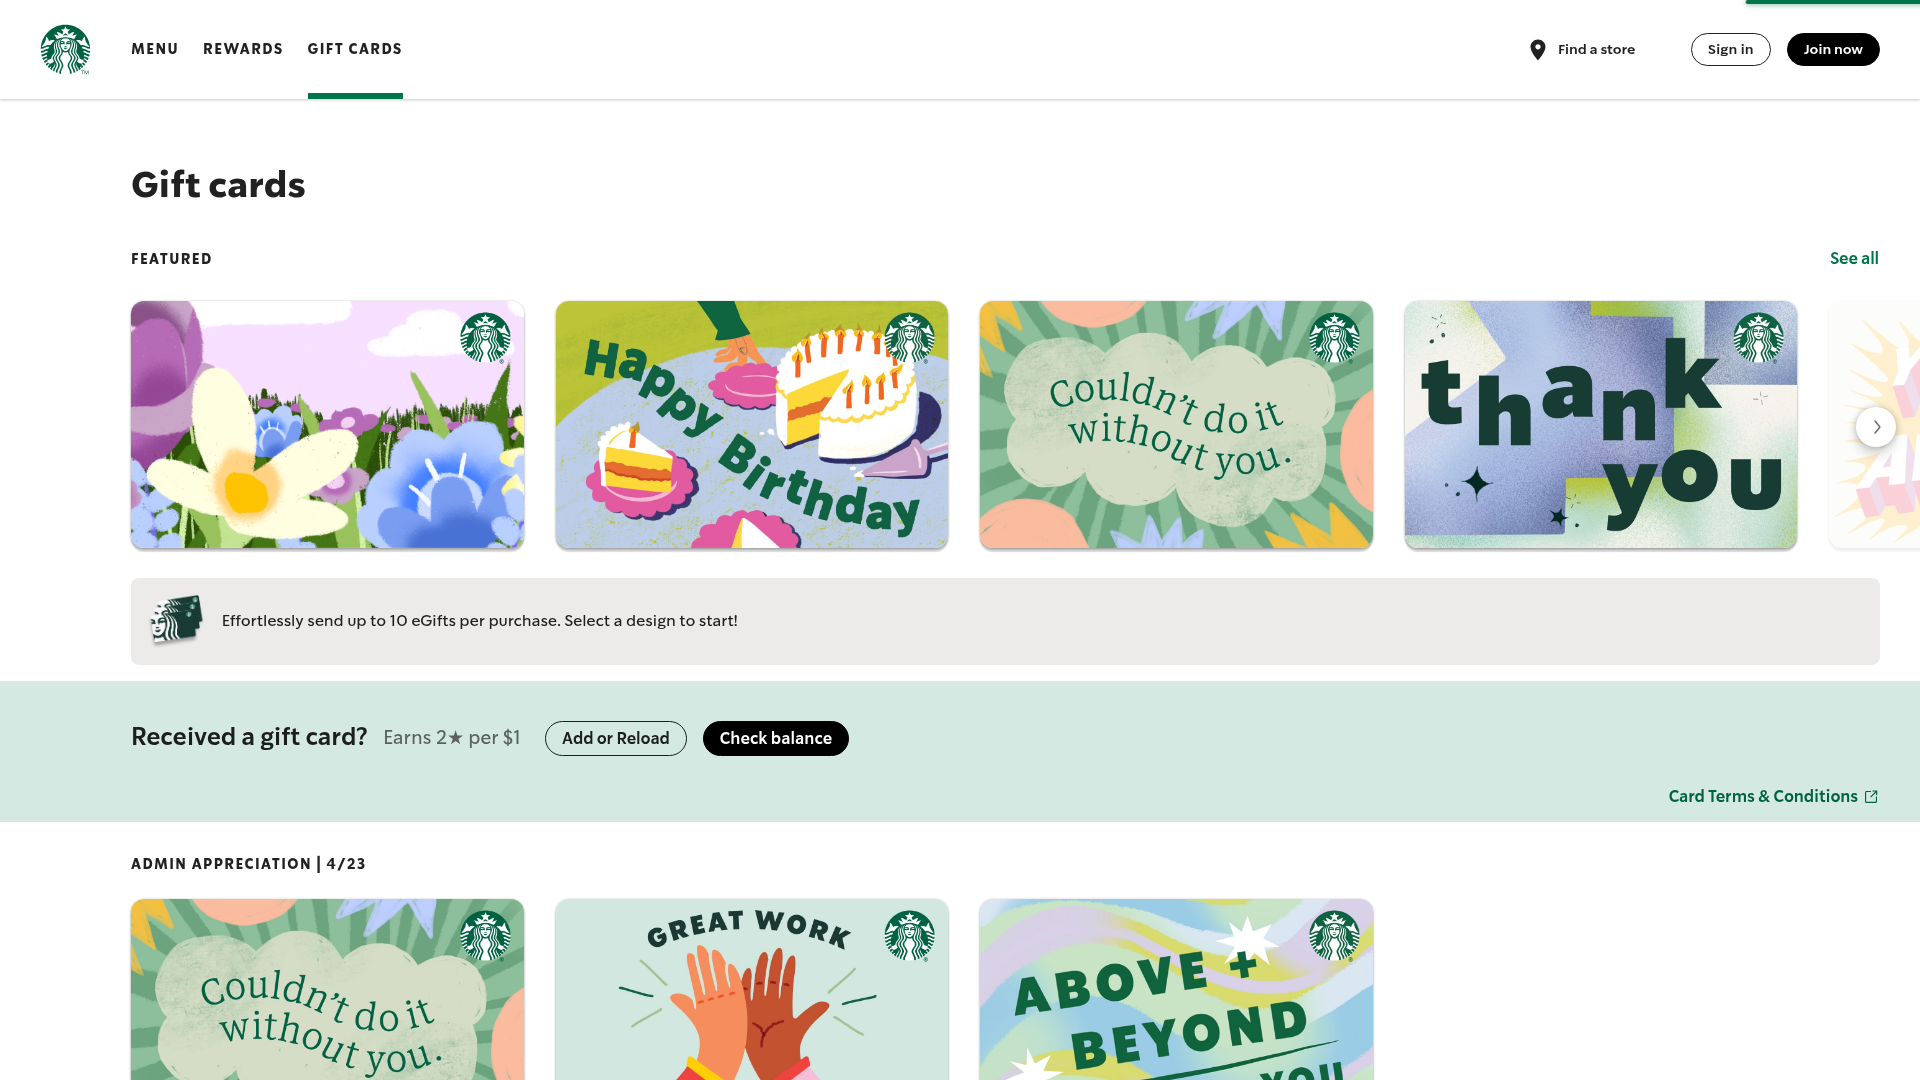 MENU
REWARDS
GIFT CARDS
Find a store
Sign in
Join now
Gift cards
FEATURED
See all
Happy
Birthday
Couldn't do it
without you.
thank
you
Effortlessly send up to 10 eGifts per purchase. Select a design to start!
Received a gift card?
Earns 2★ per $1
Add or Reload
Check balance
Card Terms & Conditions
ADMIN APPRECIATION | 4/23
Couldn't do it
without you.
GREAT WORK
ABOVE +
BEYOND
YOU